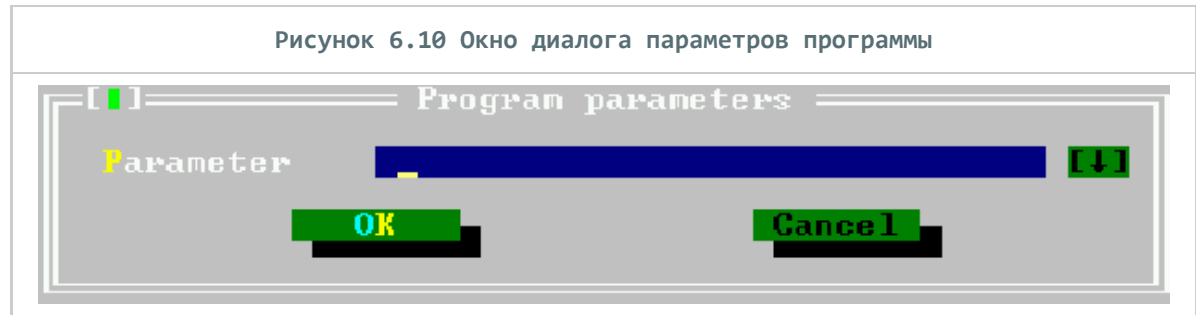 Рисунок 6.10 Окно диалога параметров программы
[▮] Program parameters
Parameter [↓]
OK Cancel